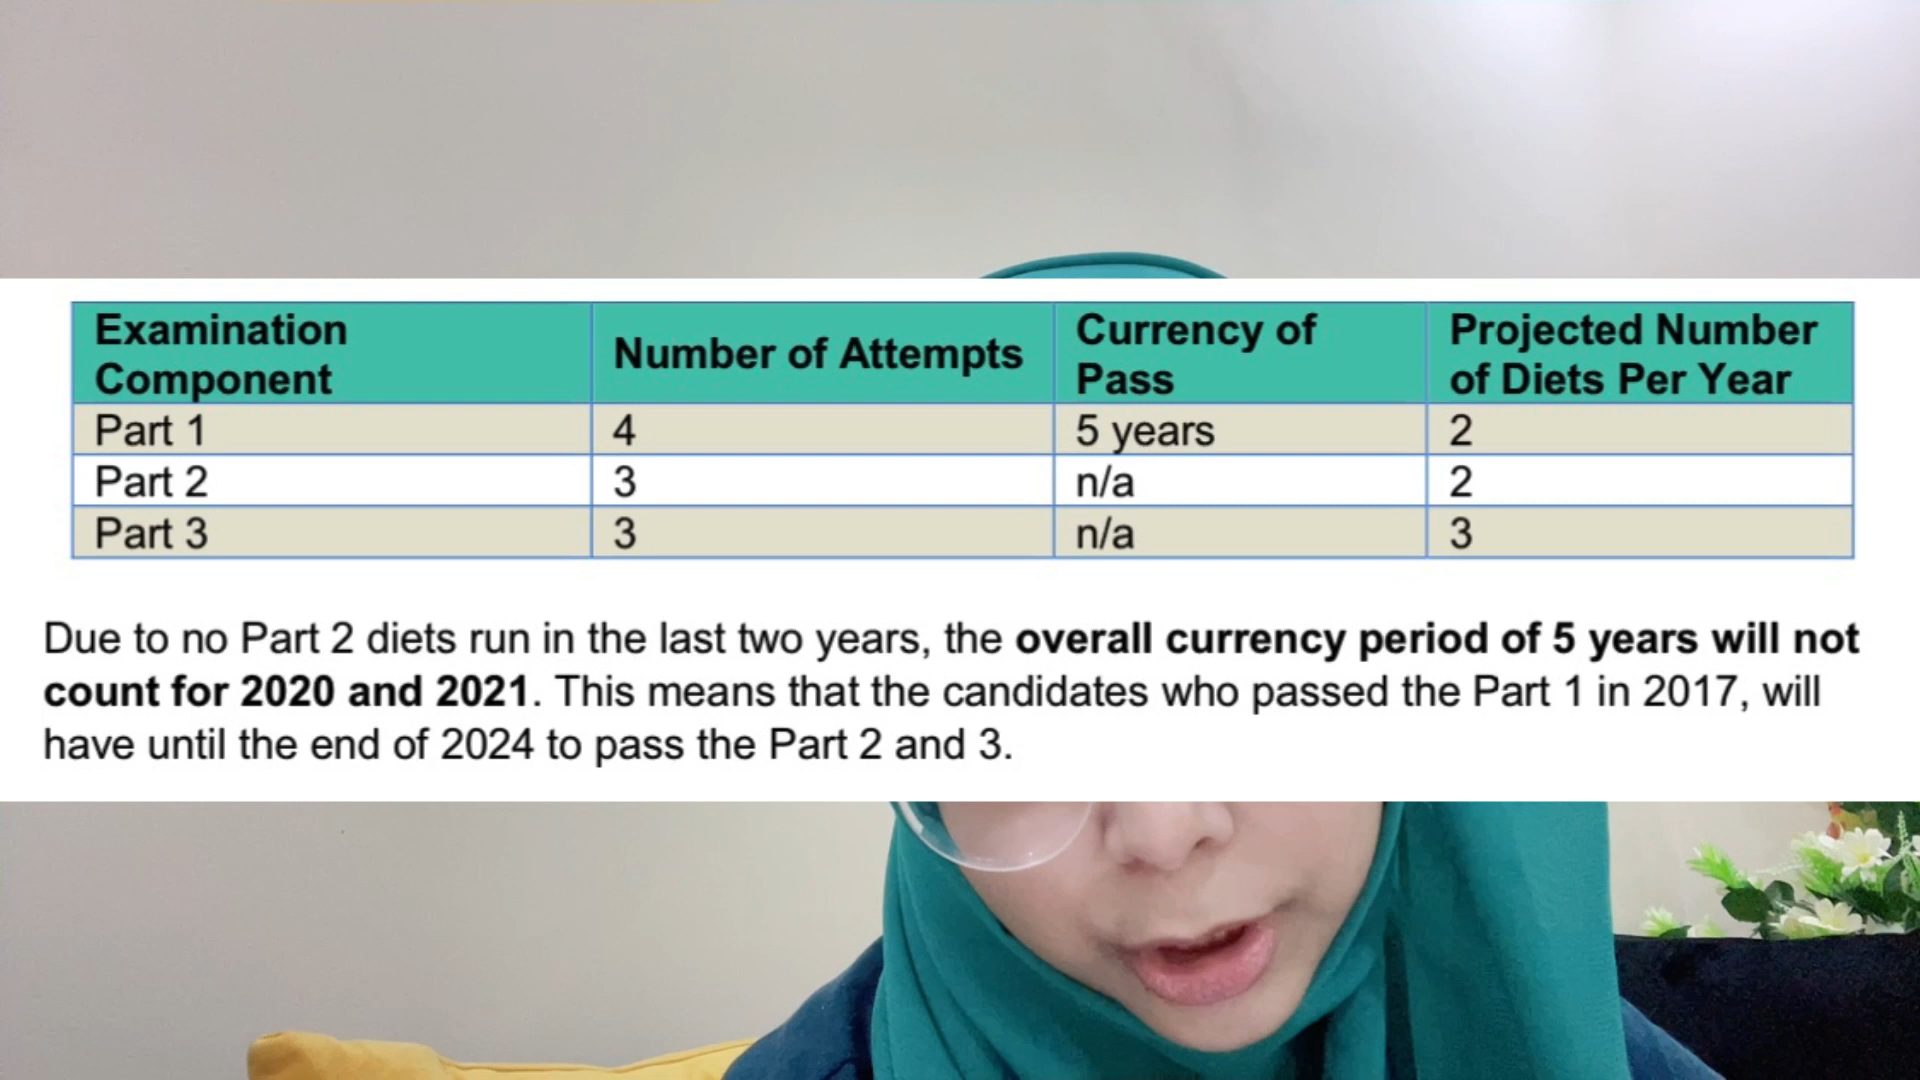 Examination Component
Number of Attempts
Currency of Pass
Projected Number of Diets Per Year
Part 1 4 5 years 2
Part 2 3 n/a 2
Part 3 3 n/a 3
Due to no Part 2 diets run in the last two years, the overall currency period of 5 years will not
count for 2020 and 2021. This means that the candidates who passed the Part 1 in 2017, will
have until the end of 2024 to pass the Part 2 and 3.